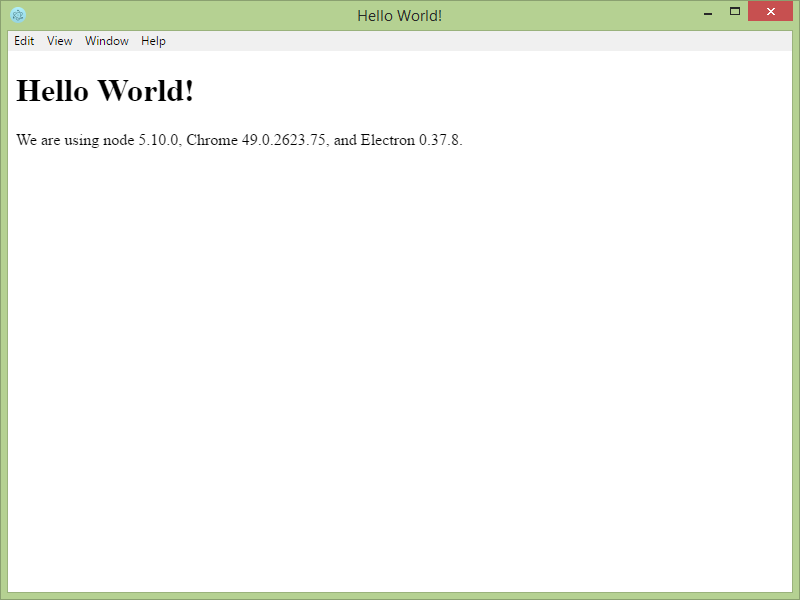 Hello World!
Edit View Window Help
Hello World!
We are using node 5.10.0, Chrome 49.0.2623.75, and Electron 0.37.8.